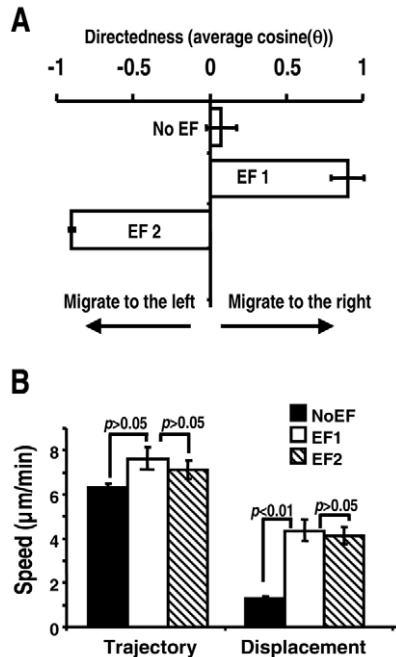 A
Directedness (average cosine(θ))
-1 -0.5 0 0.5 1
No EF
EF 1
EF 2
Migrate to the left Migrate to the right
B
NoEF
EF1
EF2
p>0.05 p>0.05
p<0.01 p>0.05
8
6
4
2
0
Speed (μm/min)
Trajectory Displacement